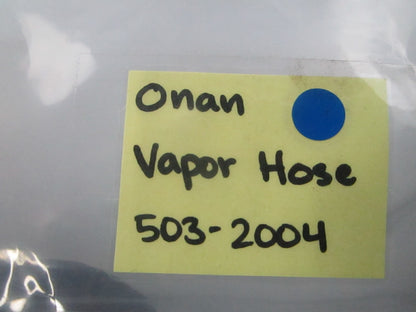 Onan
Vapor Hose
503-2004